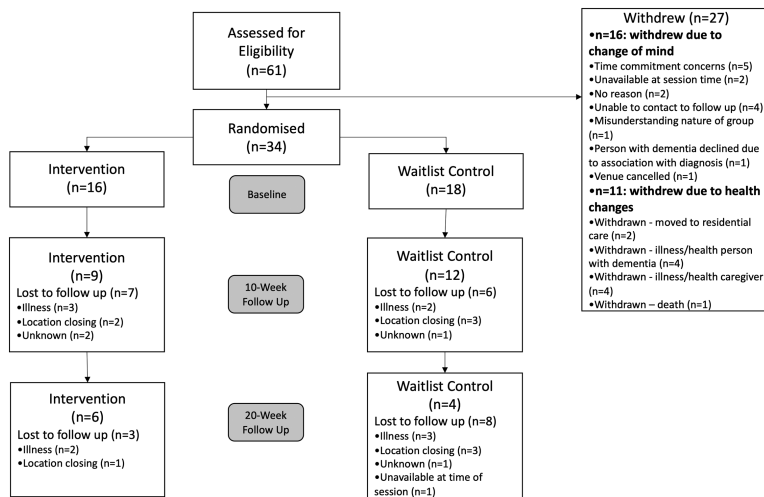 Assessed for
Eligibility
(n=61)
Withdrew (n=27)
•n=16: withdrew due to
change of mind
•Time commitment concerns (n=5)
•Unavailable at session time (n=2)
•No reason (n=2)
•Unable to contact to follow up (n=4)
•Misunderstanding nature of group
(n=1)
•Person with dementia declined due
to association with diagnosis (n=1)
•Venue cancelled (n=1)
•n=11: withdrew due to health
changes
•Withdrawn - moved to residential
care (n=2)
•Withdrawn - illness/health person
with dementia (n=4)
•Withdrawn - illness/health caregiver
(n=4)
•Withdrawn – death (n=1)
Randomised
(n=34)
Intervention
(n=16)
Baseline
Waitlist Control
(n=18)
Intervention
(n=9)
Lost to follow up (n=7)
•Illness (n=3)
•Location closing (n=2)
•Unknown (n=2)
10-Week
Follow Up
Waitlist Control
(n=12)
Lost to follow up (n=6)
•Illness (n=2)
•Location closing (n=3)
•Unknown (n=1)
Intervention
(n=6)
Lost to follow up (n=3)
•Illness (n=2)
•Location closing (n=1)
20-Week
Follow Up
Waitlist Control
(n=4)
Lost to follow up (n=8)
•Illness (n=3)
•Location closing (n=3)
•Unknown (n=1)
•Unavailable at time of
session (n=1)